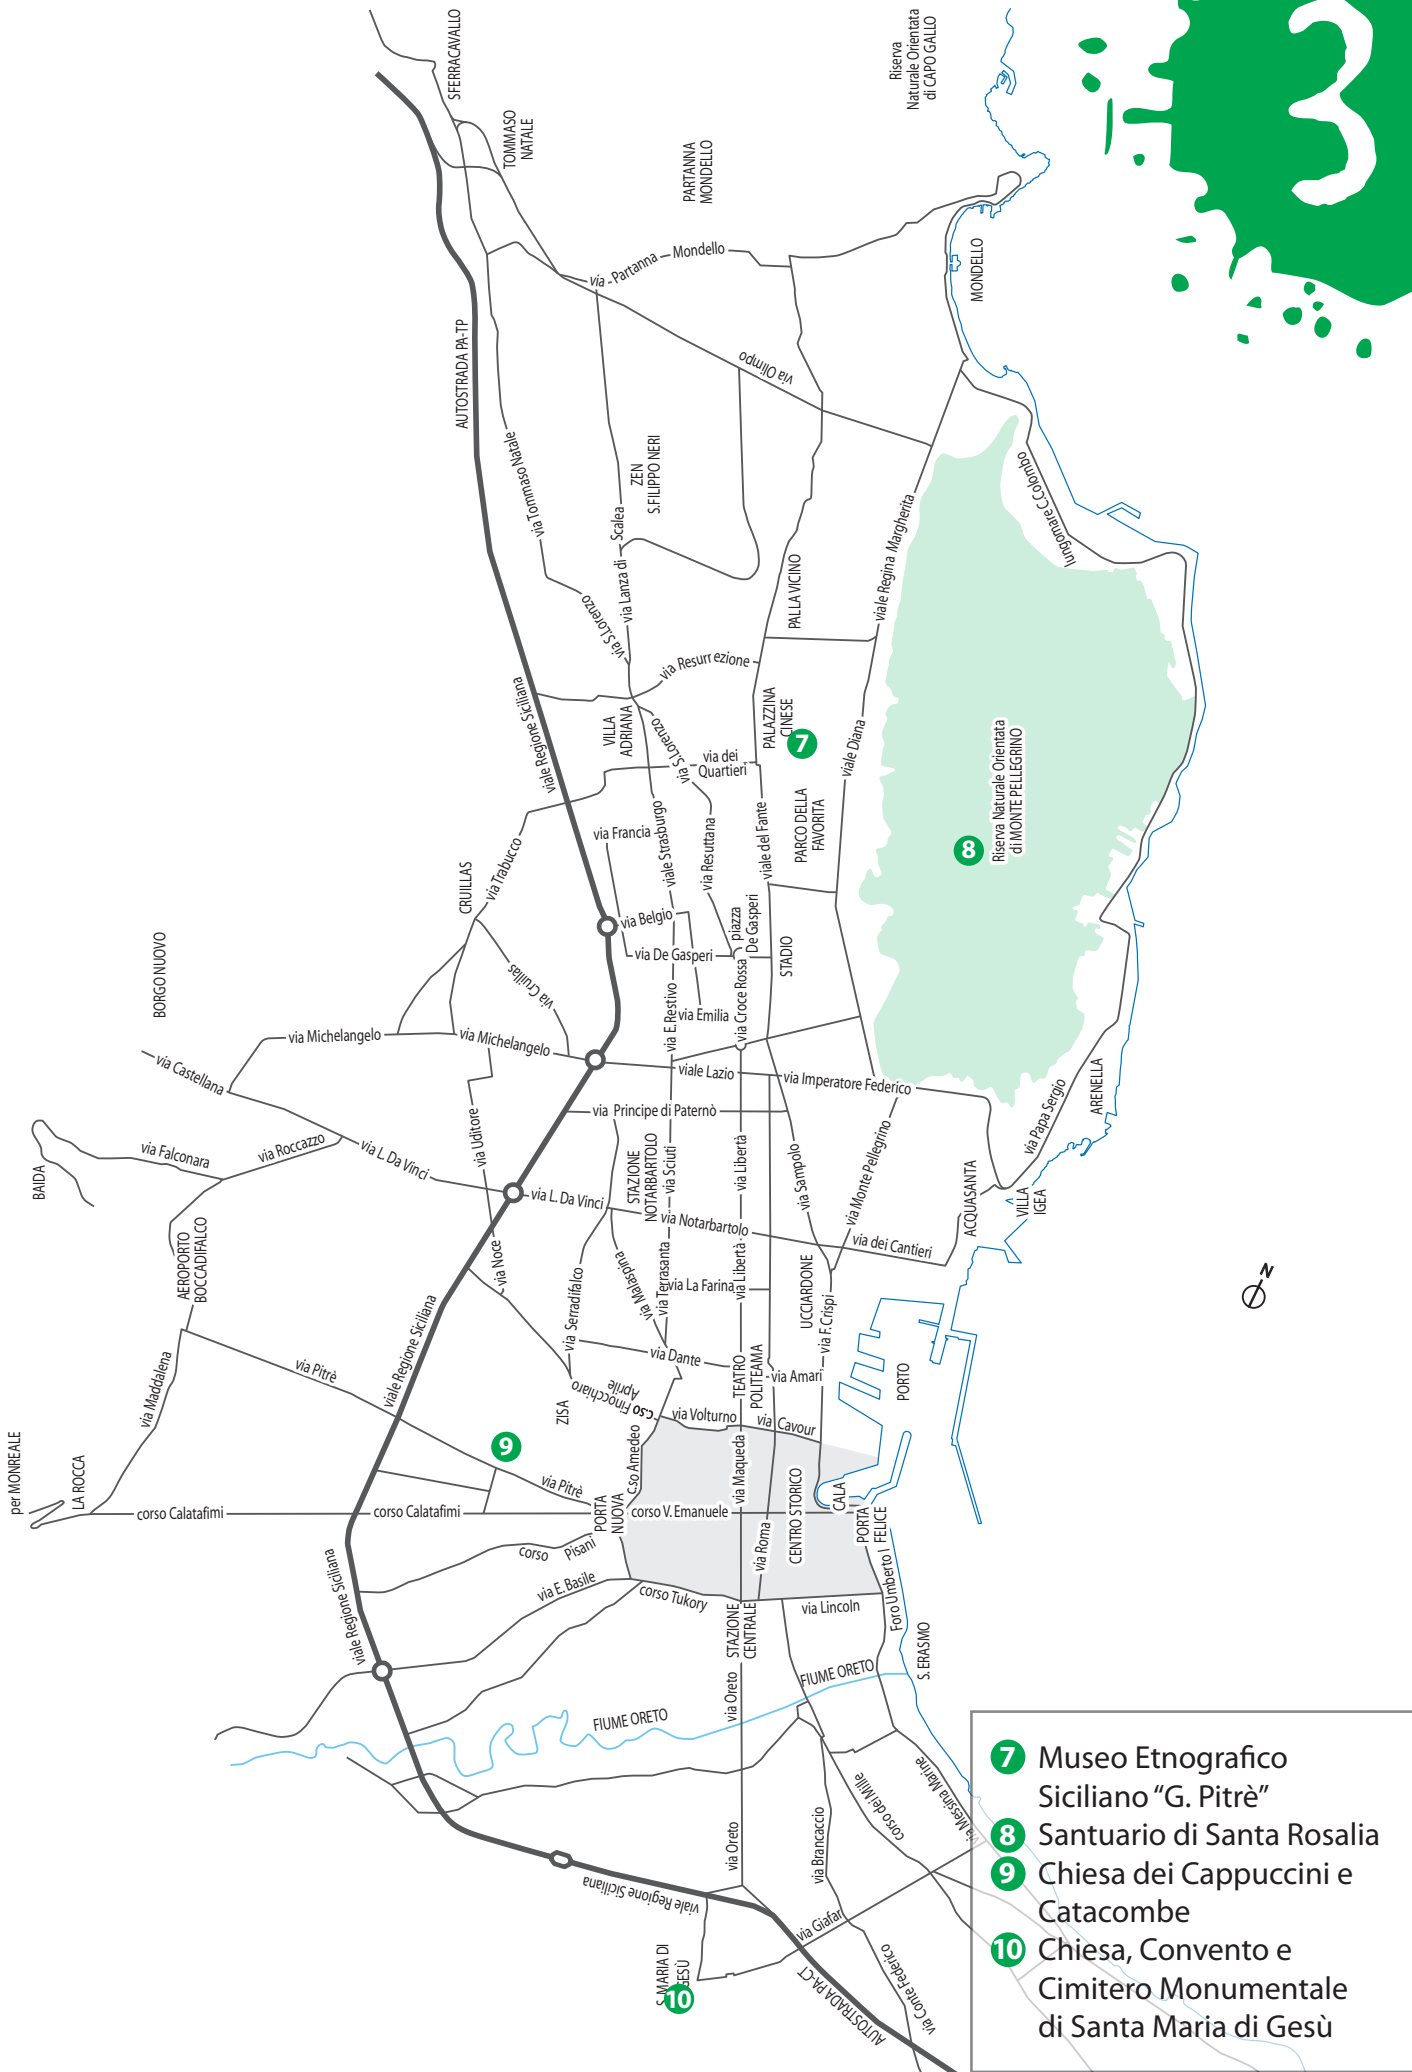 3
SFERRACAVALLO
TOMMASO
NATALE
Riserva
Naturale Orientata
di CAPO GALLO
PARTANNA
MONDELLO
via Partanna Mondello
MONDELLO
AUTOSTRADA PA-TP
via Olimpo
via Tommaso Natale
ZEN
S.FILIPPO NERI
via Lanza di Scalea
lungomare C.Colombo
viale Regina Margherita
PALLAVICINO
via S.Lorenzo
via Resurrezione
viale Regione Siciliana
VILLA
ADRIANA
via S.Lorenzo
PALAZZINA
CINESE
7
via dei
Quartieri
viale Diana
Riserva Naturale Orientata
di MONTE PELLEGRINO
8
PARCO DELLA
FAVORITA
viale del Fante
via Francia
viale Strasburgo
via Resuttana
via Trabucco
CRUILLAS
via Belgio
piazza
De Gasperi
via De Gasperi
STADIO
BORGO NUOVO
via Cruillas
via E.Restivo
via Emilia
via Croce Rossa
via Michelangelo
via Michelangelo
via Castellana
viale Lazio
via Imperatore Federico
via Papa Sergio
ARENELLA
via Principe di Paternò
via Uditore
BAIDA
via Falconara
via Roccazzo
via L. Da Vinci
via L. Da Vinci
STAZIONE
NOTARBARTOLO
via Sciuti
via Libertà
via Sampolo
via Monte Pellegrino
ACQUASANTA
VILLA
IGEA
via Notarbartolo
via dei Cantieri
AEROPORTO
BOCCADIFALCO
via Noce
via Serradifalco
via Malaspina
via Terrasanta
via Libertà
via La Farina
UCCIARDONE
via F.Crispi
N
viale Regione Siciliana
via Maddalena
via Pitrè
via Dante
TEATRO
POLITEAMA
via Amari
PORTO
ZISA
c.so Finocchiaro
Aprile
via Volturno
via Cavour
per MONREALE
LA ROCCA
9
via Pitrè
c.so Amedeo
via Maqueda
corso Calatafimi
corso Calatafimi
PORTA
NUOVA
corso V. Emanuele
CENTRO STORICO
via Roma
CALA
PORTA
FELICE
corso Pisani
viale Regione Siciliana
via E. Basile
corso Tukory
STAZIONE
CENTRALE
via Lincoln
Foro Umberto I
S. ERASMO
FIUME ORETO
FIUME ORETO
via Oreto
via Oreto
corso dei Mille
via Messina Marine
via Brancaccio
viale Regione Siciliana
via Giafar
via Conte Federico
AUTOSTRADA PA-CT
S. MARIA DI
GESÙ
10
7 Museo Etnografico
Siciliano “G. Pitrè”
8 Santuario di Santa Rosalia
9 Chiesa dei Cappuccini e
Catacombe
10 Chiesa, Convento e
Cimitero Monumentale
di Santa Maria di Gesù